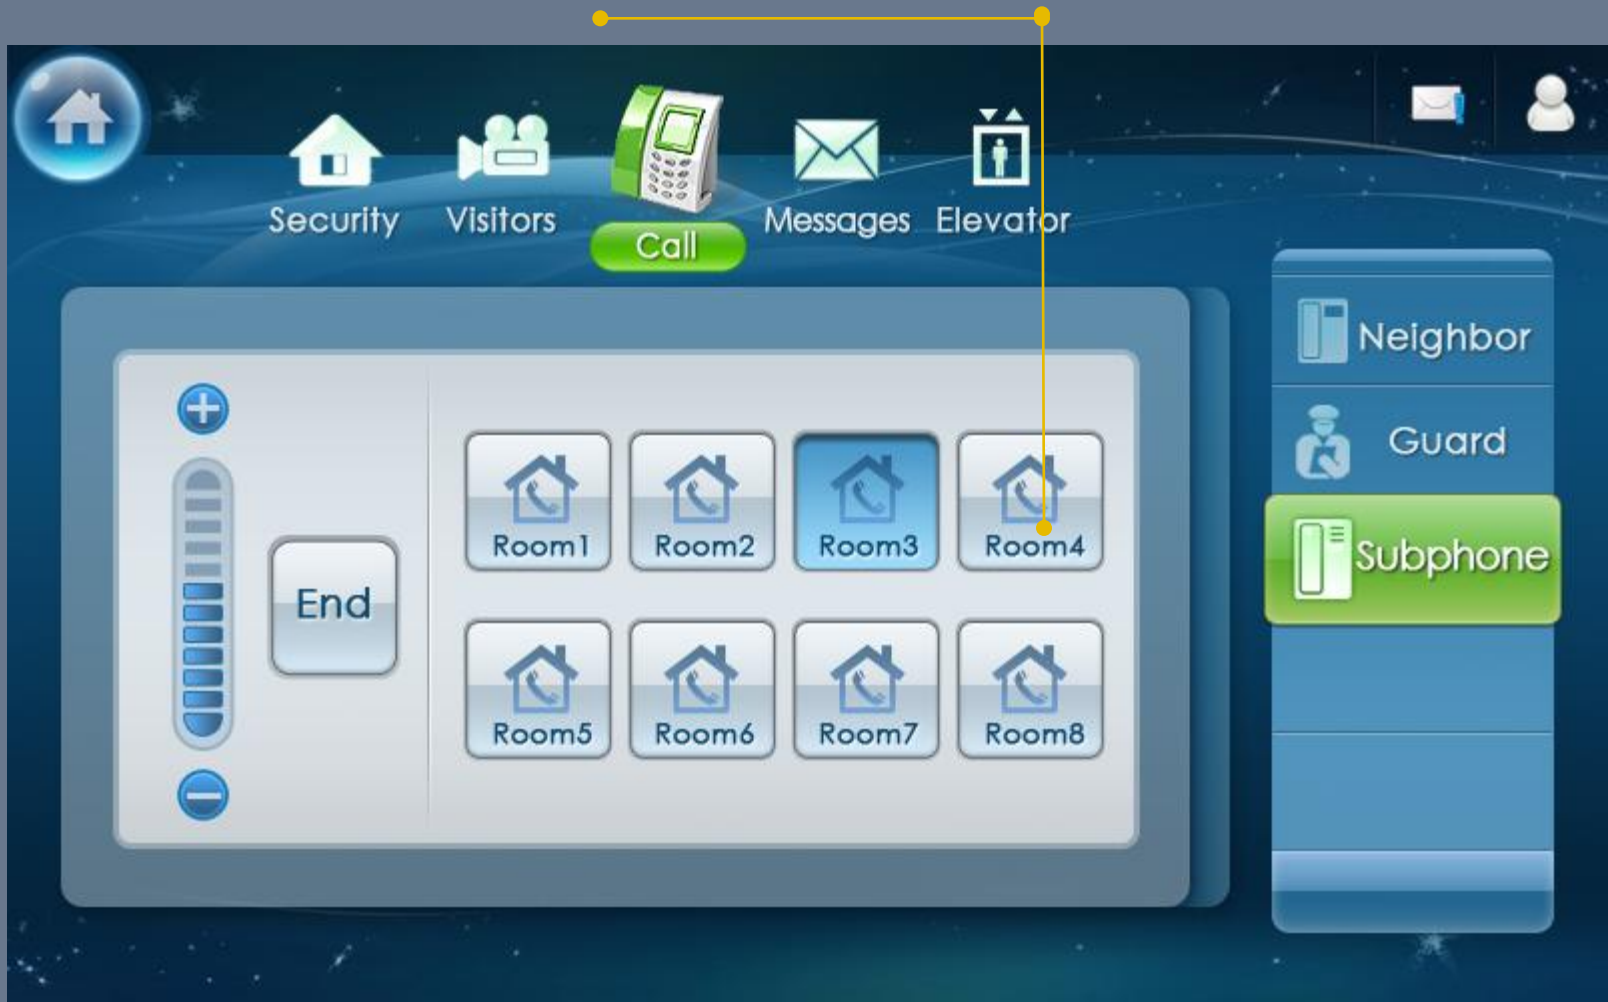 Security
Visitors
Call
Messages
Elevator
Neighbor
Guard
Subphone
End
Room1
Room2
Room3
Room4
Room5
Room6
Room7
Room8